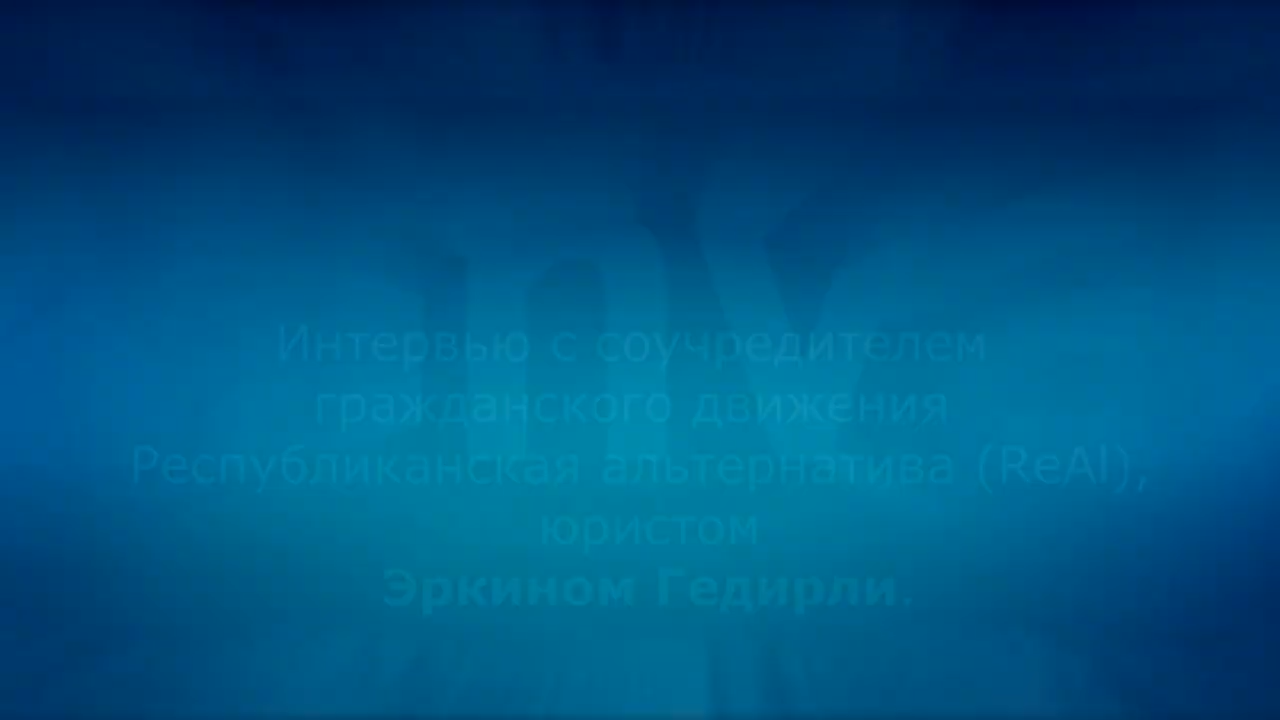 Интервью с соучредителем
гражданского движения
Республиканская альтернатива (ReAl),
юристом
Эркином Гедирли.